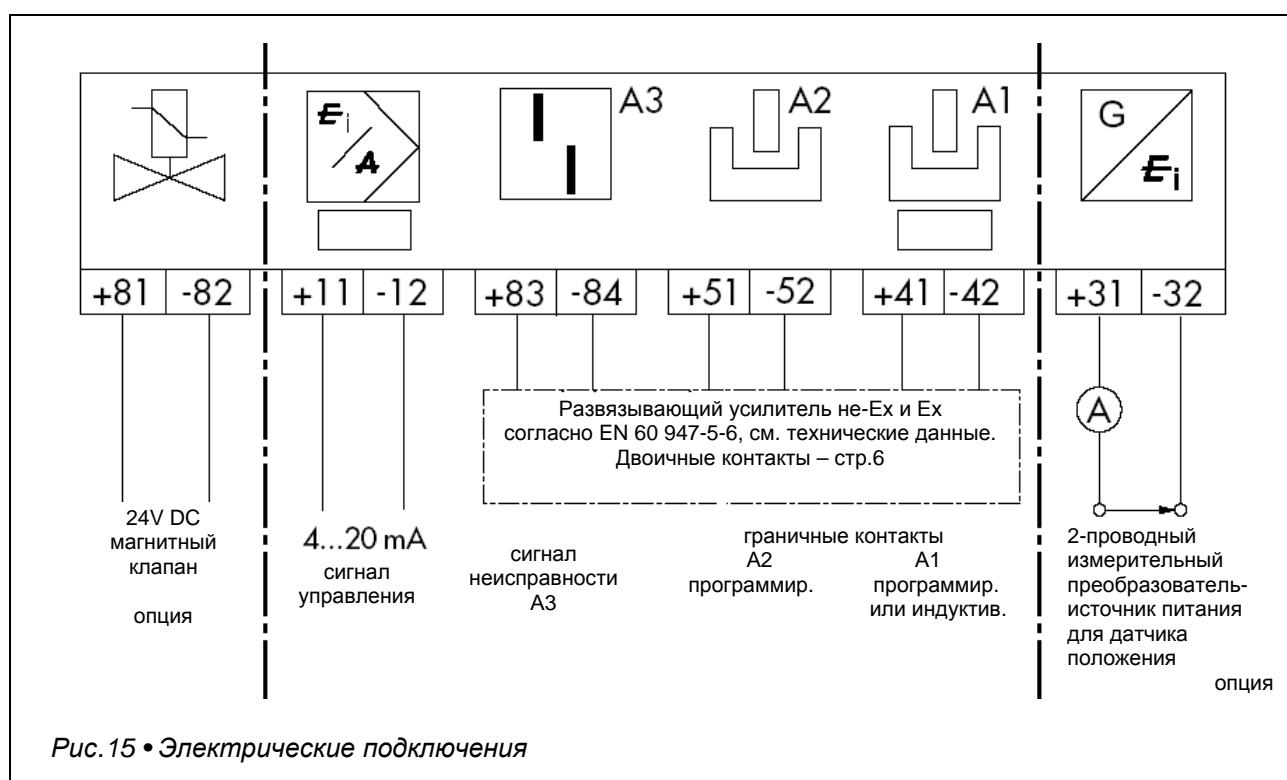 A3 A2 A1 G
E i A E i
+81 -82 +11 -12 +83 -84 +51 -52 +41 -42 +31 -32
Развязывающий усилитель не-Ex и Ex
согласно EN 60 947-5-6, см. технические данные.
Двоичные контакты – стр.6
A
24V DC
магнитный
клапан
опция
4...20 mA
сигнал
управления
сигнал
неисправности
А3
граничные контакты
А2
программир.
А1
программир.
или индуктив.
2-проводный
измерительный
преобразователь-
источник питания
для датчика
положения
опция
Рис.15 • Электрические подключения